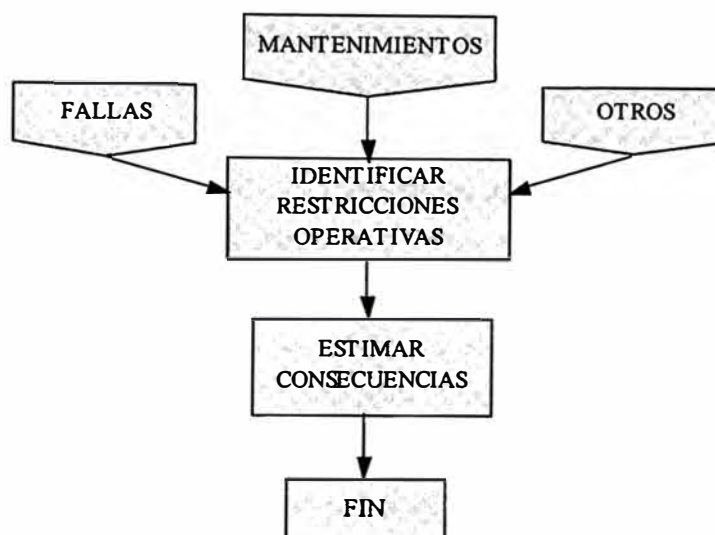 MANTENIMIENTOS
FALLAS
OTROS
IDENTIFICAR
RESTRICCIONES
OPERATIVAS
ESTIMAR
CONSECUENCIAS
FIN